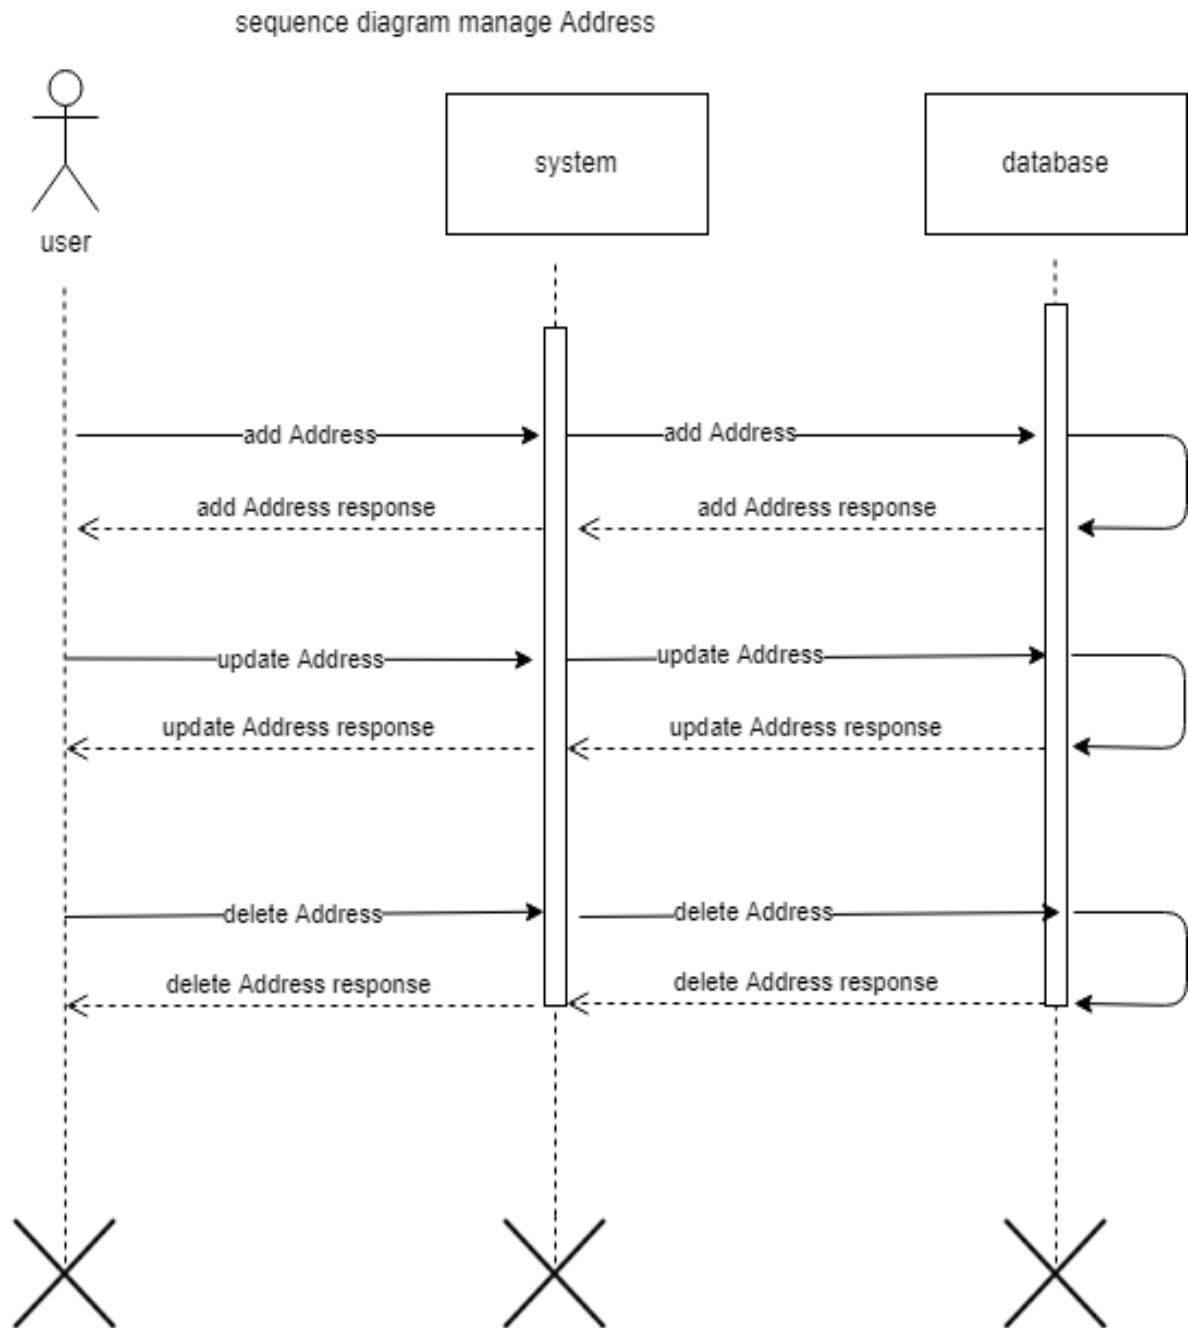 sequence diagram manage Address
system
database
user
add Address
add Address
add Address response
add Address response
update Address
update Address
update Address response
update Address response
delete Address
delete Address
delete Address response
delete Address response